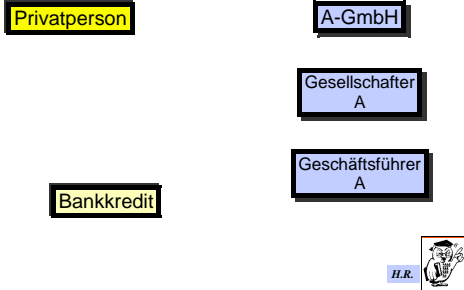 Privatperson
A-GmbH
Gesellschafter
A
Geschäftsführer
A
Bankkredit
H.R.